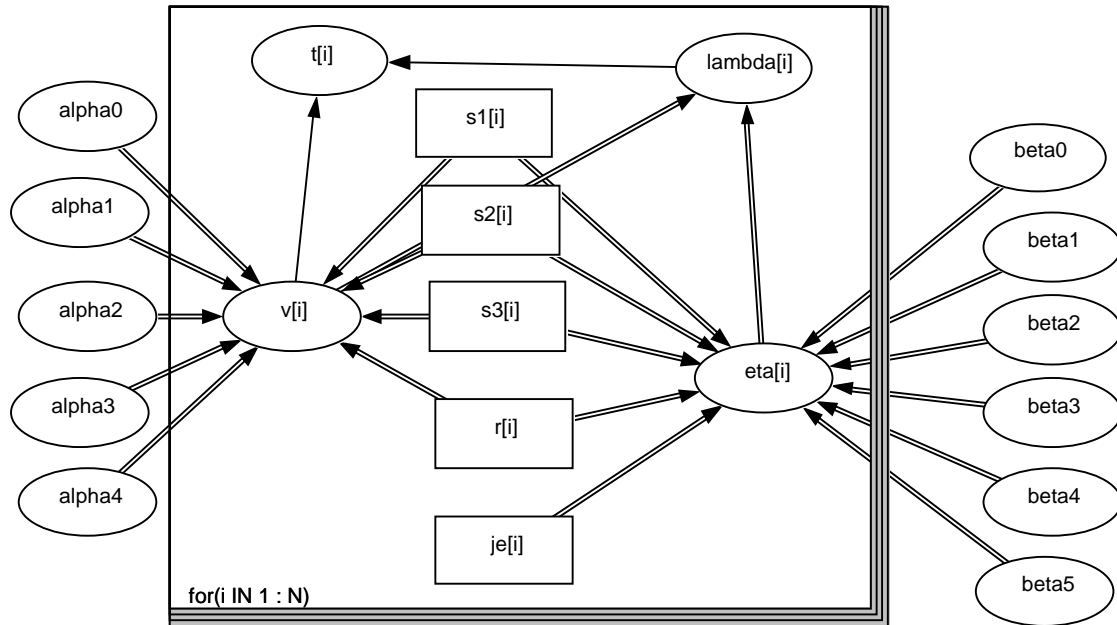 t[i]
lambda[i]
alpha0
s1[i]
beta0
alpha1
s2[i]
beta1
alpha2
v[i]
s3[i]
beta2
eta[i]
alpha3
r[i]
beta3
alpha4
beta4
je[i]
beta5
for(i IN 1 : N)